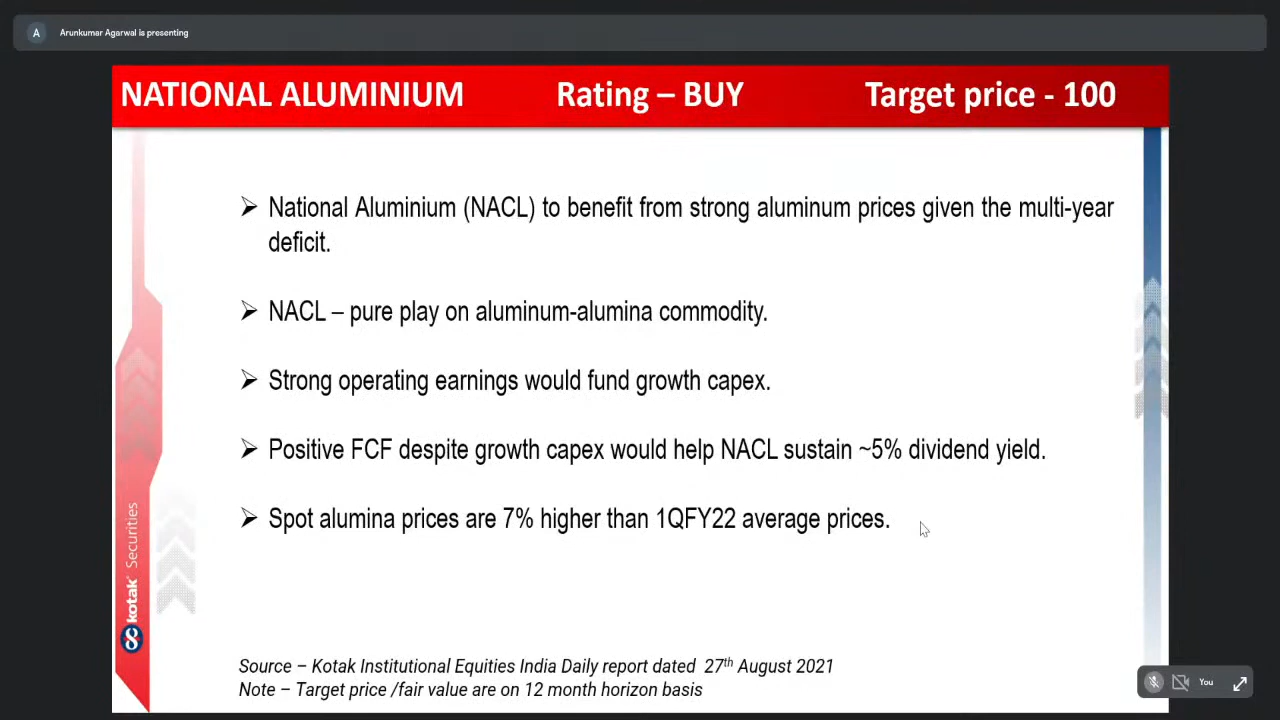 A
Arunkumar Agarwal is presenting
NATIONAL ALUMINIUM Rating – BUY Target price - 100
National Aluminium (NACL) to benefit from strong aluminum prices given the multi-year
deficit.
NACL – pure play on aluminum-alumina commodity.
Strong operating earnings would fund growth capex.
Positive FCF despite growth capex would help NACL sustain ~5% dividend yield.
Spot alumina prices are 7% higher than 1QFY22 average prices.
kotak Securities
Source – Kotak Institutional Equities India Daily report dated 27th August 2021
Note – Target price /fair value are on 12 month horizon basis
You